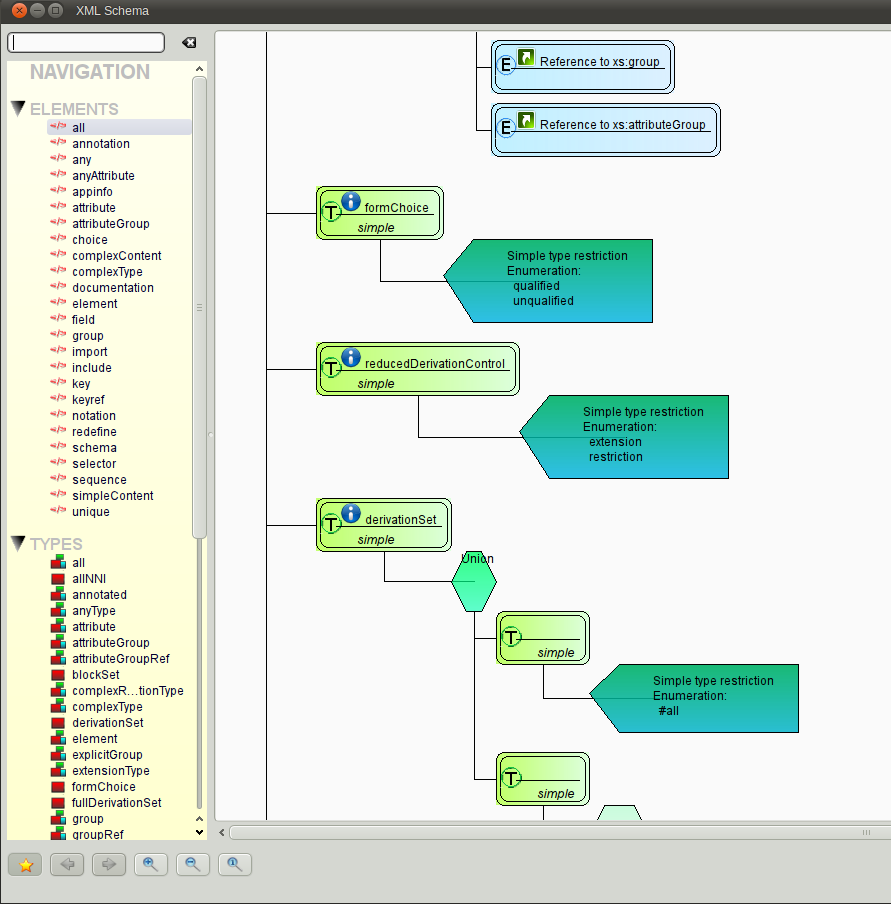 XML Schema
NAVIGATION
ELEMENTS
all
annotation
any
anyAttribute
appinfo
attribute
attributeGroup
choice
complexContent
complexType
documentation
element
field
group
import
include
key
keyref
notation
redefine
schema
selector
sequence
simpleContent
unique
TYPES
all
allNNI
annotated
anyType
attribute
attributeGroup
attributeGroupRef
blockSet
complexR...tionType
complexType
derivationSet
element
explicitGroup
extensionType
formChoice
fullDerivationSet
group
groupRef
E Reference to xs:group
E Reference to xs:attributeGroup
T formChoice
simple
Simple type restriction
Enumeration:
qualified
unqualified
T reducedDerivationControl
simple
Simple type restriction
Enumeration:
extension
restriction
T derivationSet
simple
Union
T
simple
Simple type restriction
Enumeration:
#all
T
simple